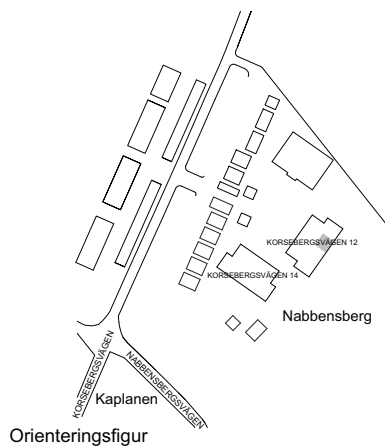 KORSEBERGSVÄGEN 12
KORSEBERGSVÄGEN 14
Nabbensberg
KORSEBERGSVÄGEN
NABBENSBERGSVÄGEN
Kaplanen
Orienteringsfigur